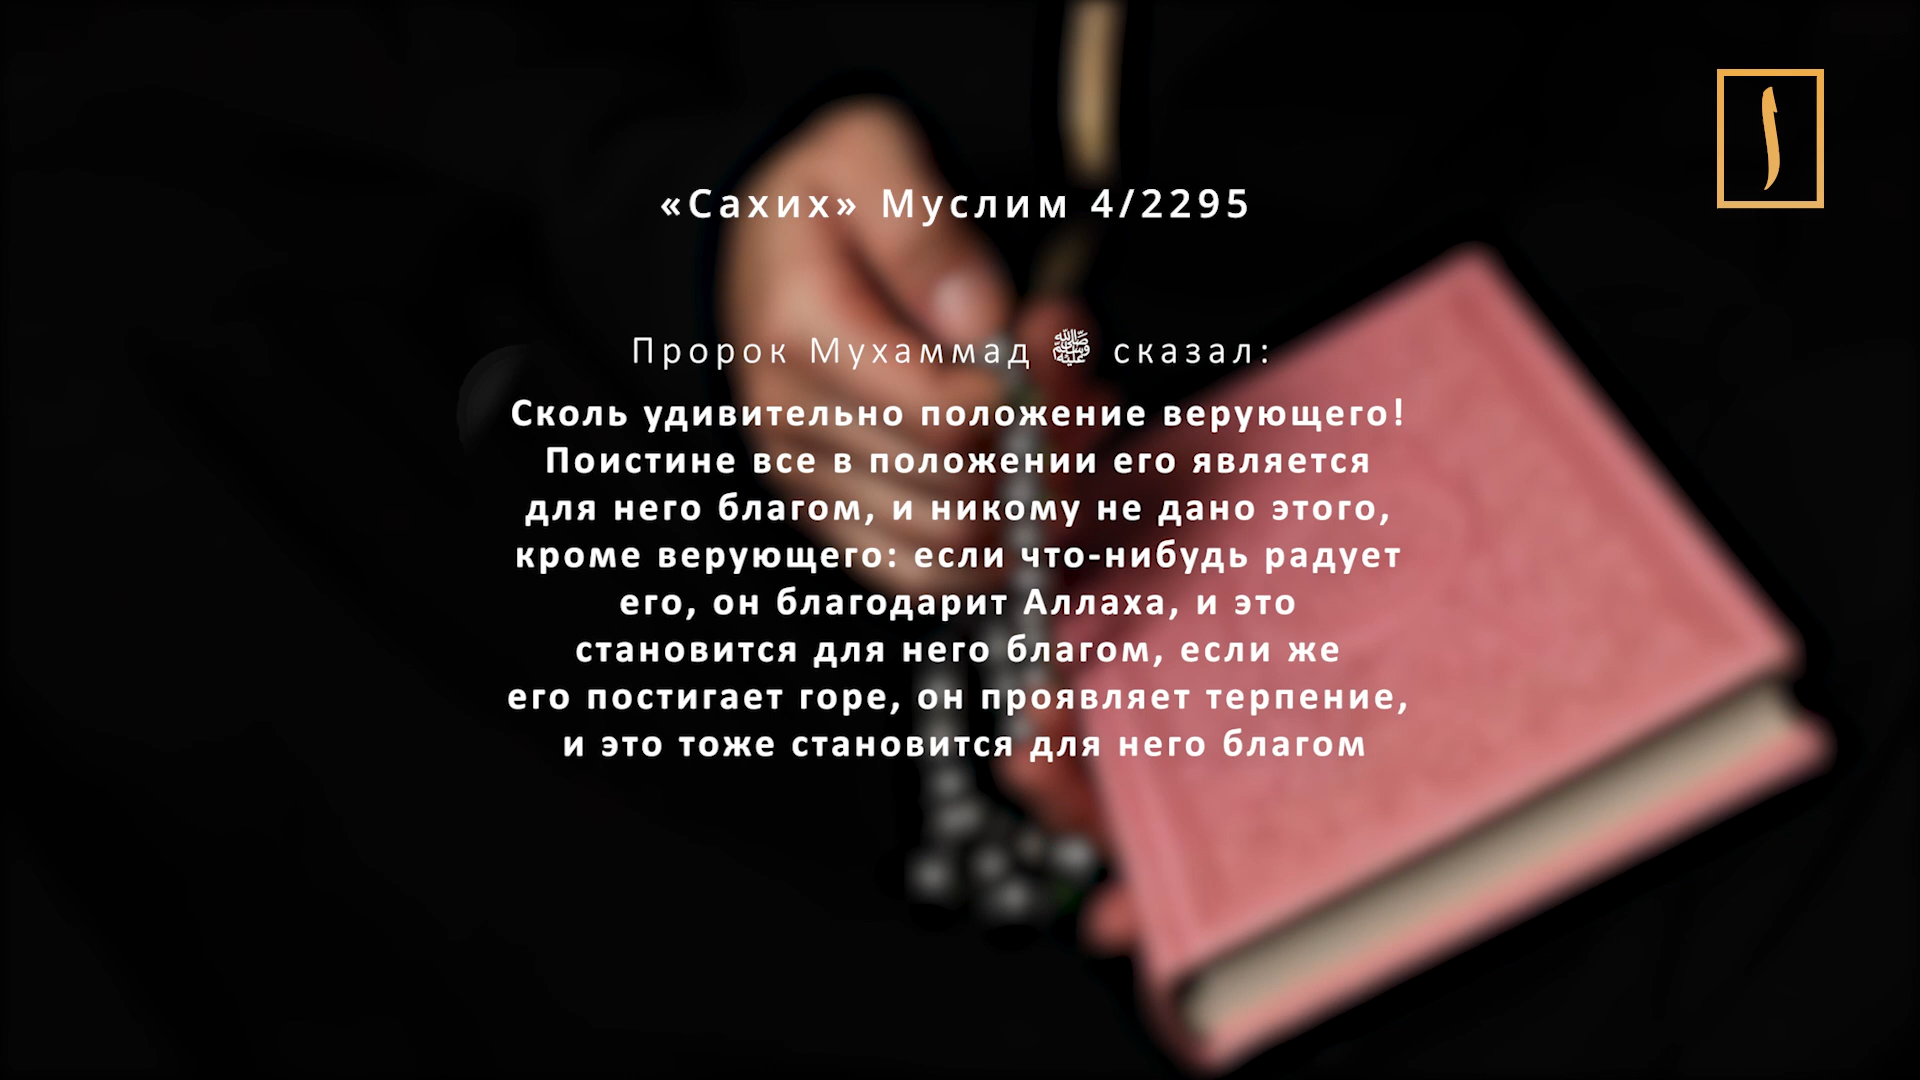 «Сахих» Муслим 4/2295
Пророк Мухаммад ﷺ сказал:
Сколь удивительно положение верующего!
Поистине все в положении его является
для него благом, и никому не дано этого,
кроме верующего: если что-нибудь радует
его, он благодарит Аллаха, и это
становится для него благом, если же
его постигает горе, он проявляет терпение,
и это тоже становится для него благом